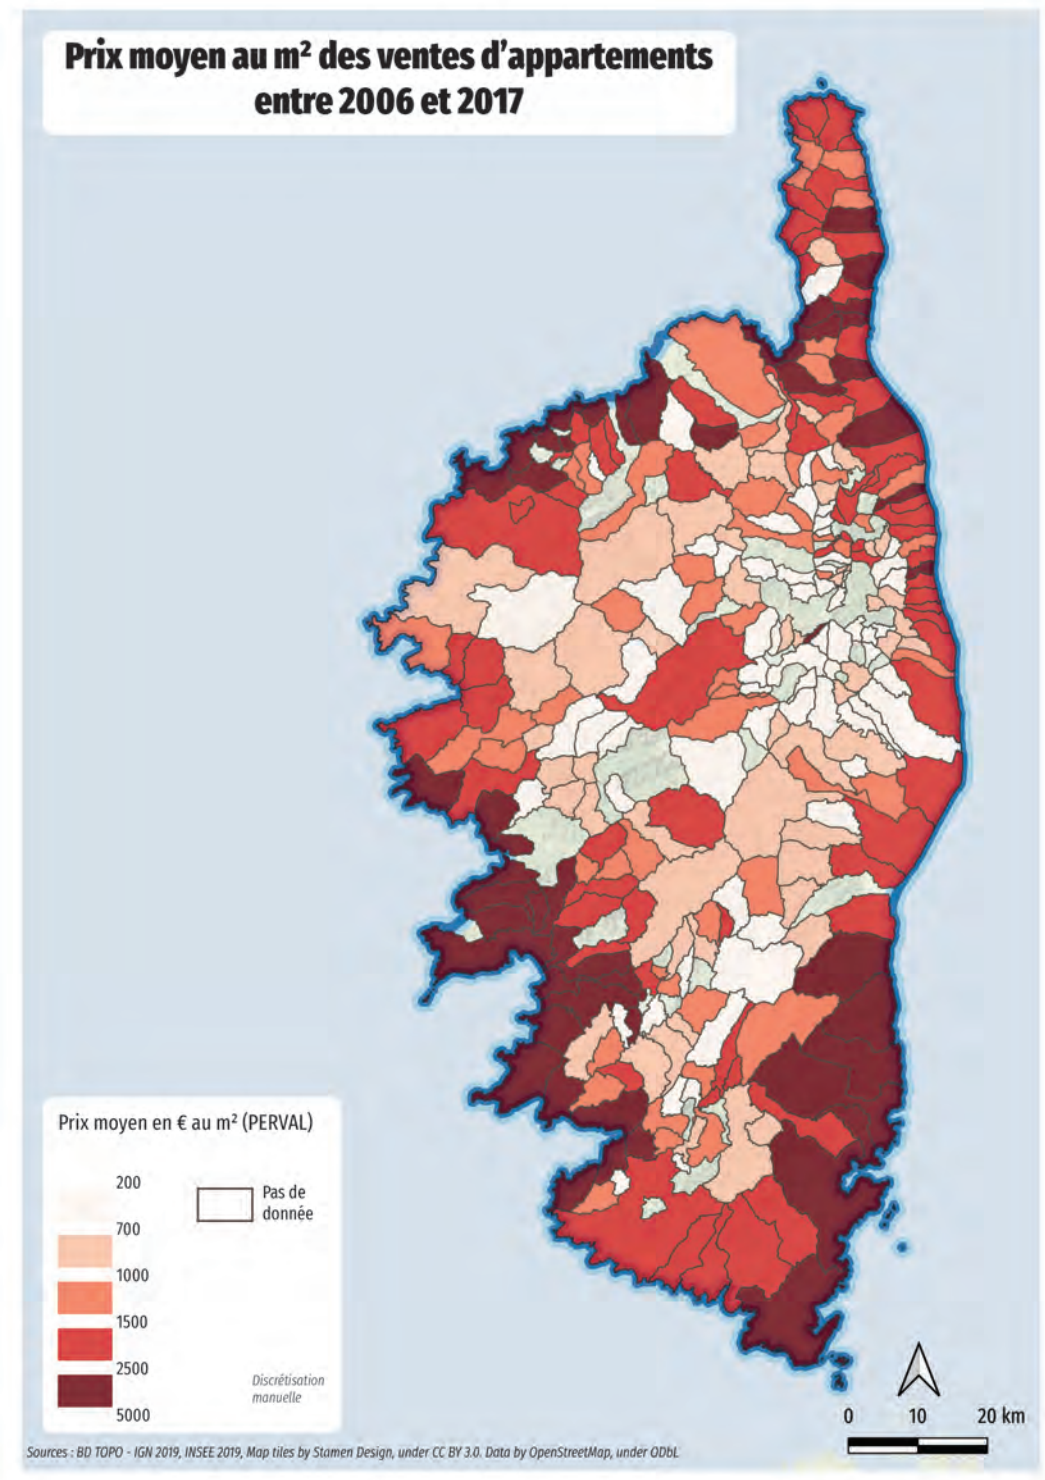 Prix moyen au m² des ventes d'appartements
entre 2006 et 2017
Prix moyen en € au m² (PERVAL)
200
700
1000
1500
2500
5000
Pas de
donnée
Discrétisation
manuelle
0 10 20 km
Sources : BD TOPO - IGN 2019, INSEE 2019, Map tiles by Stamen Design, under CC BY 3.0. Data by OpenStreetMap, under ODbL